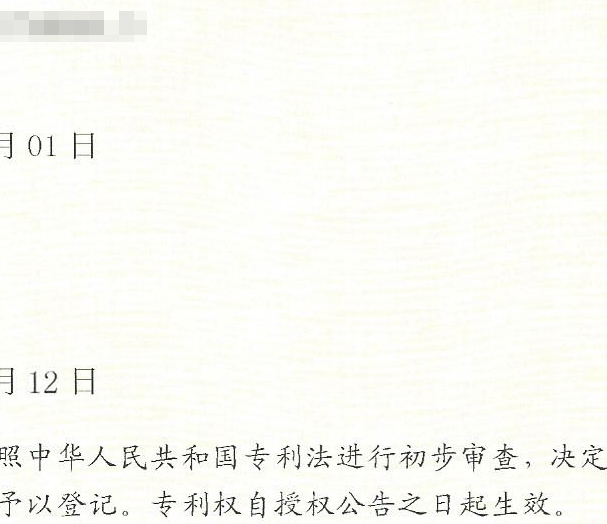 月 01 日
月 12 日
照中华人民共和国专利法进行初步审查，决定
予以登记。专利权自授权公告之日起生效。